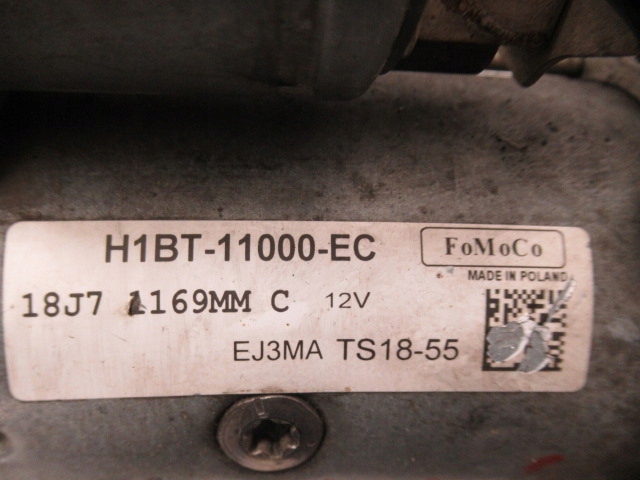 H1BT-11000-EC
FoMoCo
MADE IN POLAND
18J7 1169MM C 12V
EJ3MA TS18-55